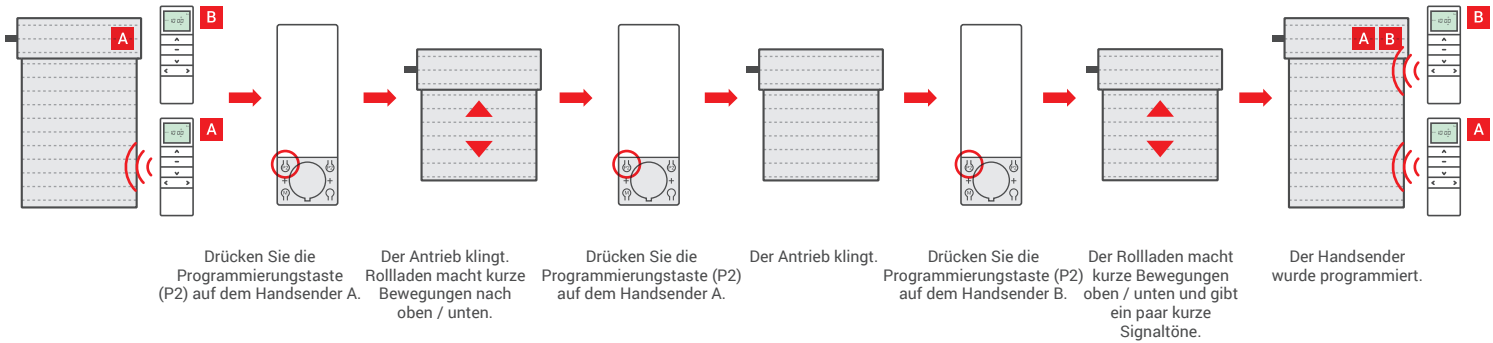 B
A
A
A B
B
A
Drücken Sie die
Programmierungstaste
(P2) auf dem Handsender A.
Der Antrieb klingt.
Rollladen macht kurze
Bewegungen nach
oben / unten.
Drücken Sie die
Programmierungstaste (P2)
auf dem Handsender A.
Der Antrieb klingt.
Drücken Sie die
Programmierungstaste (P2)
auf dem Handsender B.
Der Rollladen macht
kurze Bewegungen
oben / unten und gibt
ein paar kurze
Signaltöne.
Der Handsender
wurde programmiert.